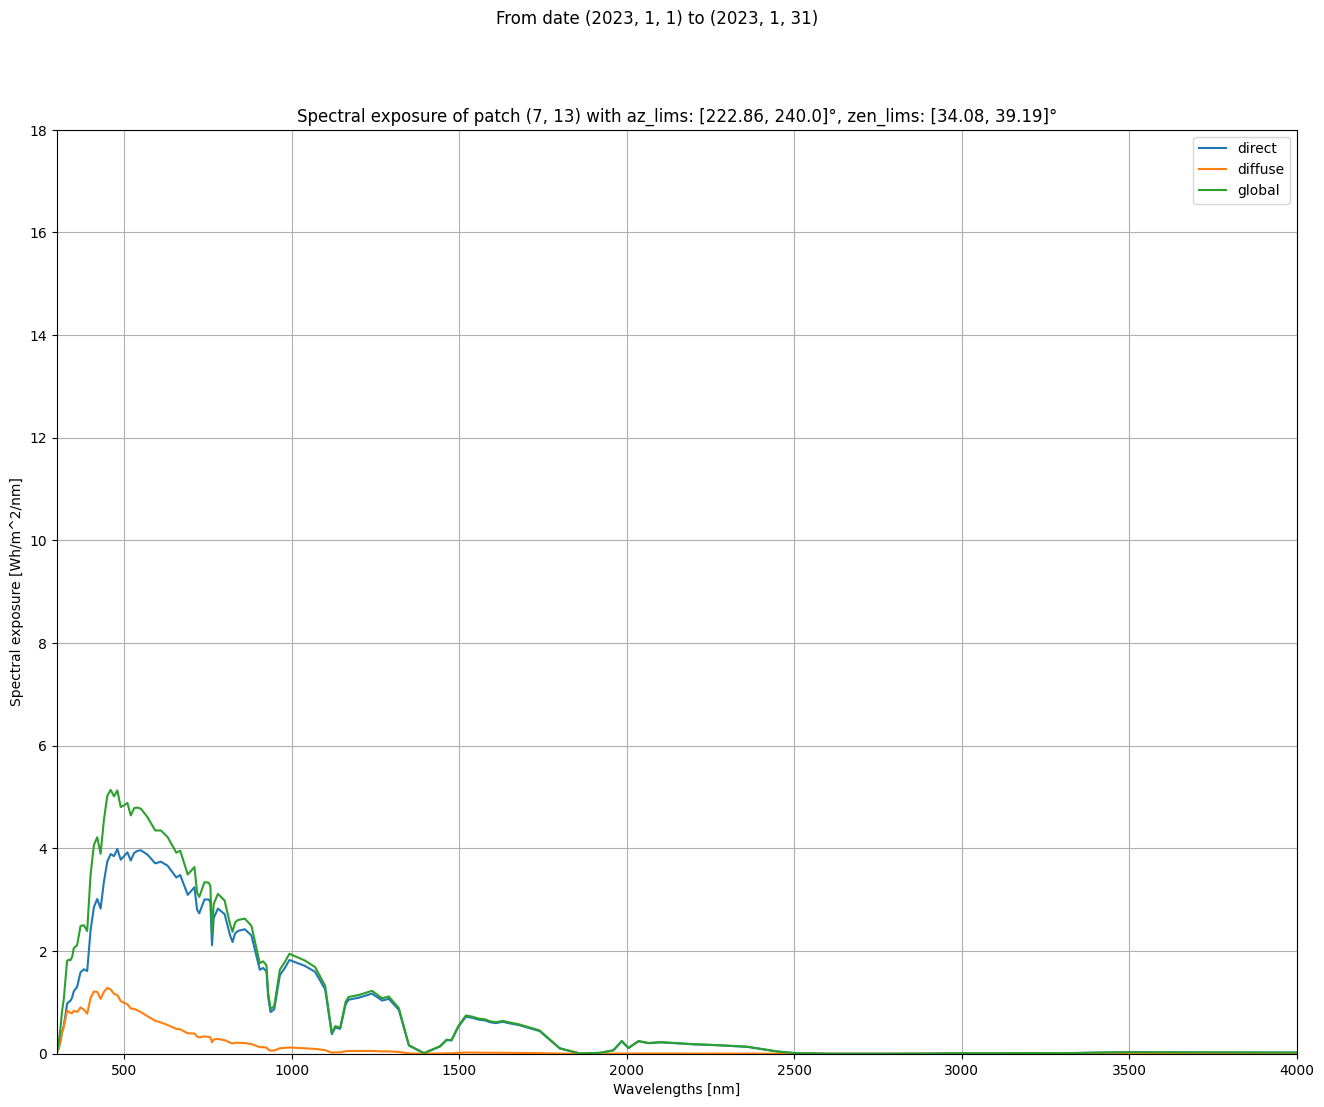 From date (2023, 1, 1) to (2023, 1, 31)
Spectral exposure of patch (7, 13) with az_lims: [222.86, 240.0]°, zen_lims: [34.08, 39.19]°
direct
diffuse
global
18
16
14
12
10
8
6
4
2
0
Spectral exposure [Wh/m^2/nm]
500
1000
1500
2000
2500
3000
3500
4000
Wavelengths [nm]